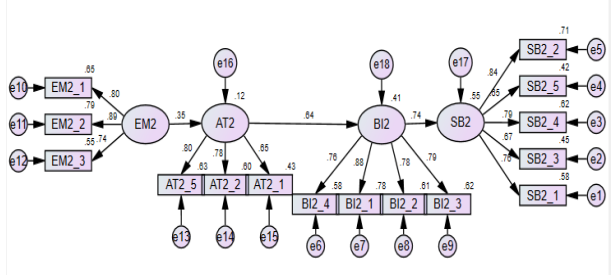 .71
e16 e18 e17 SB2_2 e5
.65 .84 .42
e10 EM2_1 .80 SB2_5 e4
.79 .12 .41 .55 .65 .62
e11 EM2_2 .89 EM2 .35 AT2 .64 BI2 .74 SB2 .79 SB2_4 e3
.55 .74 .67 .45
e12 EM2_3 .80 .78 .65 .76 .88 .78 .79 .76 SB2_3 e2
.63 .60 .43 .58
AT2_5 AT2_2 AT2_1 .58 .78 .61 .62 SB2_1 e1
BI2_4 BI2_1 BI2_2 BI2_3
e13 e14 e15 e6 e7 e8 e9